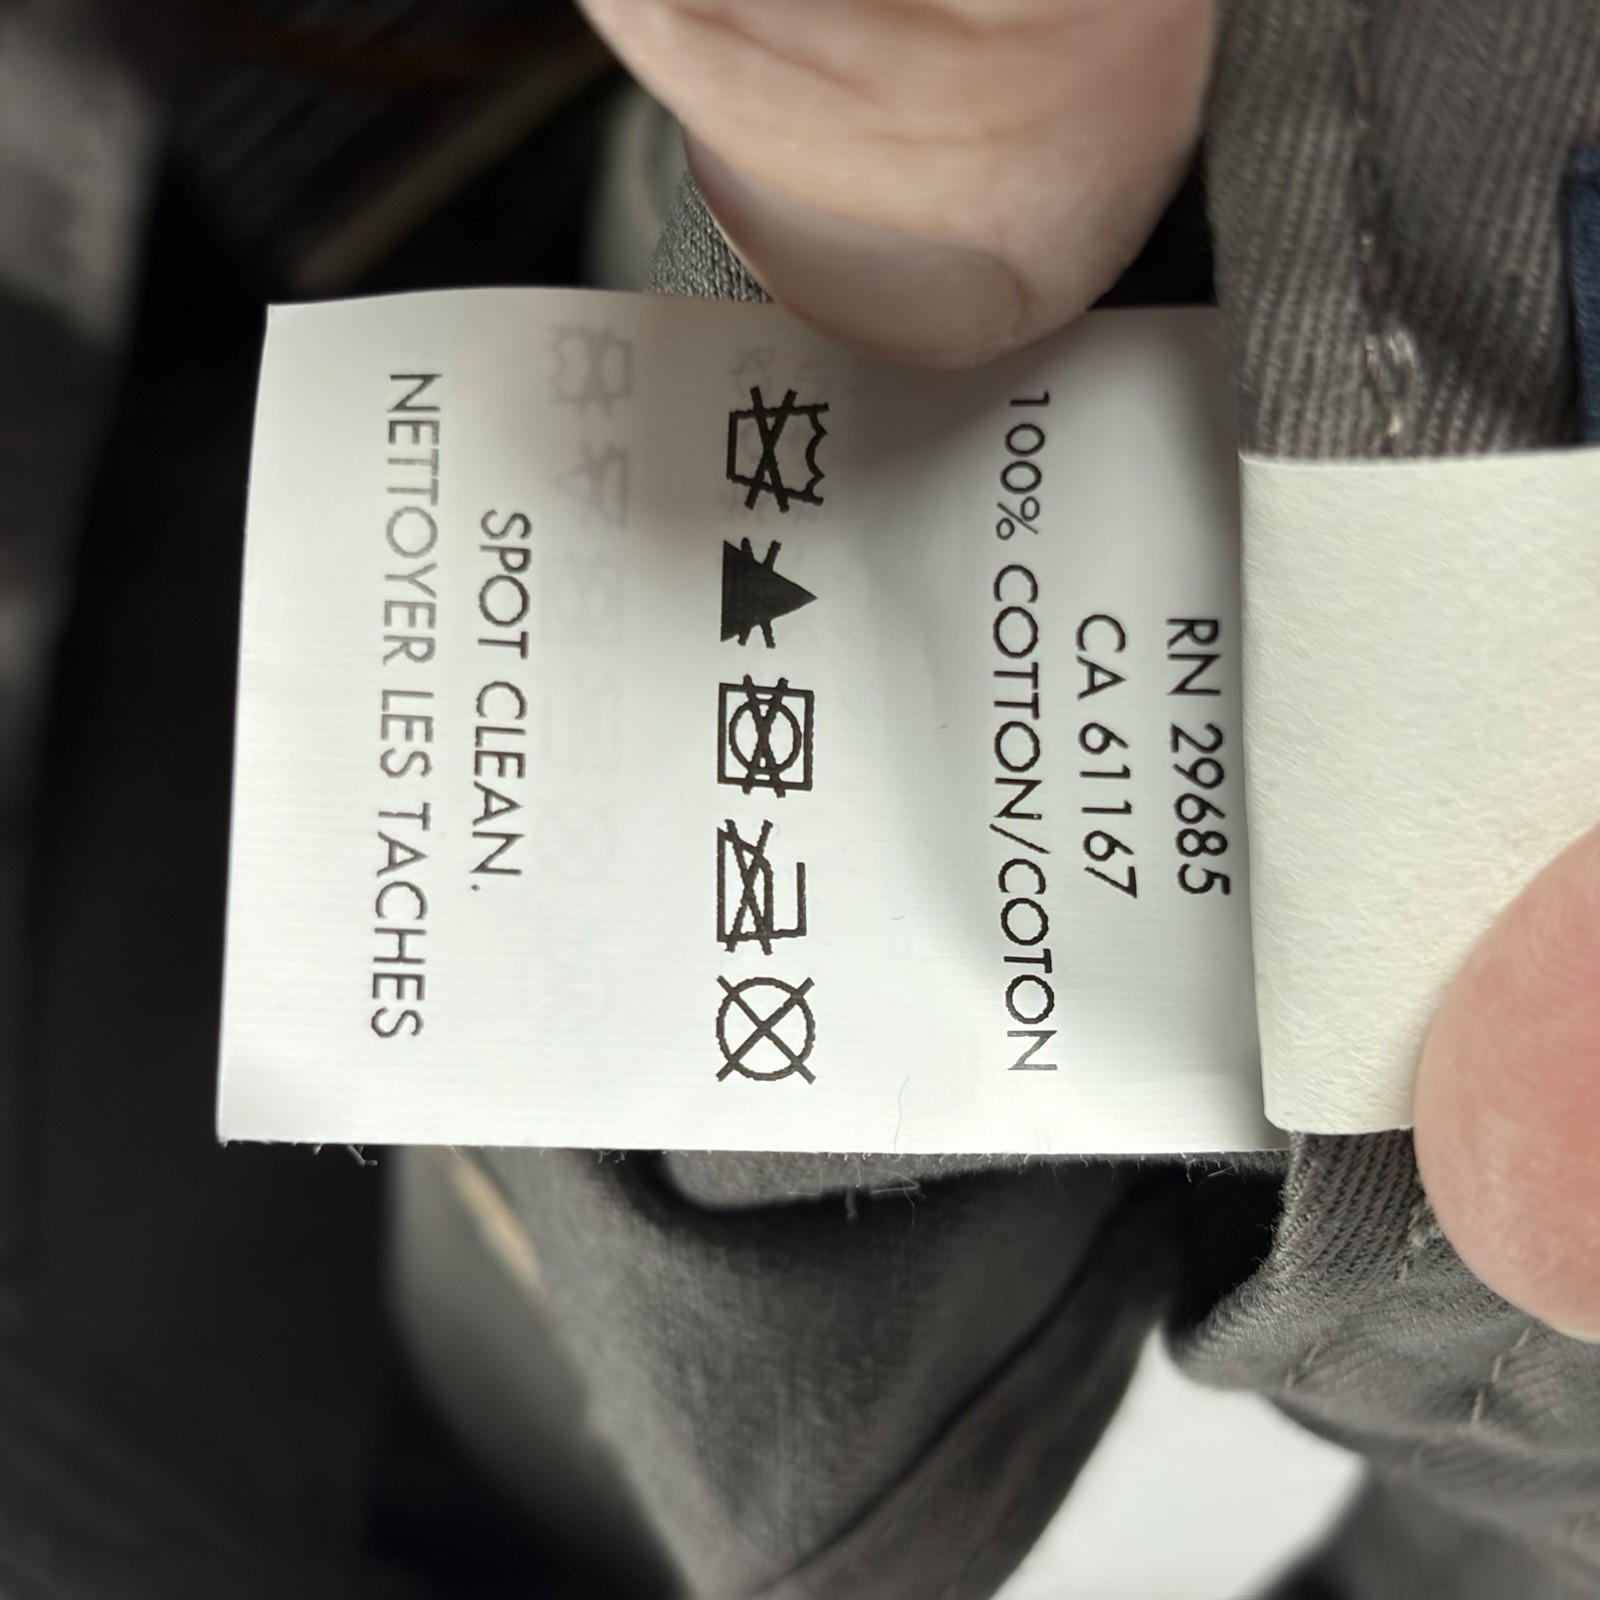 RN 29685
CA 61167
100% COTTON/COTON
SPOT CLEAN.
NETTOYER LES TACHES